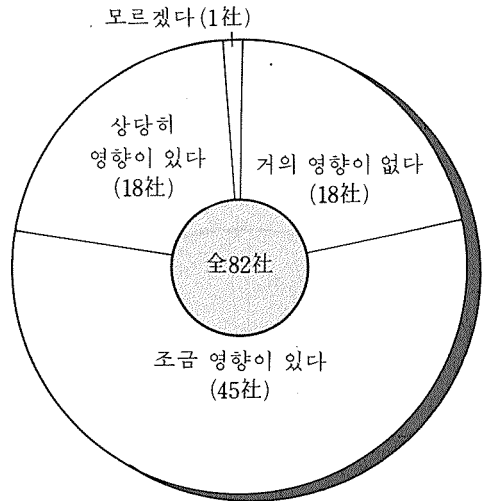 모르겠다 (1社)
상당히
영향이 있다
(18社)
거의 영향이 없다
(18社)
全82社
조금 영향이 있다
(45社)